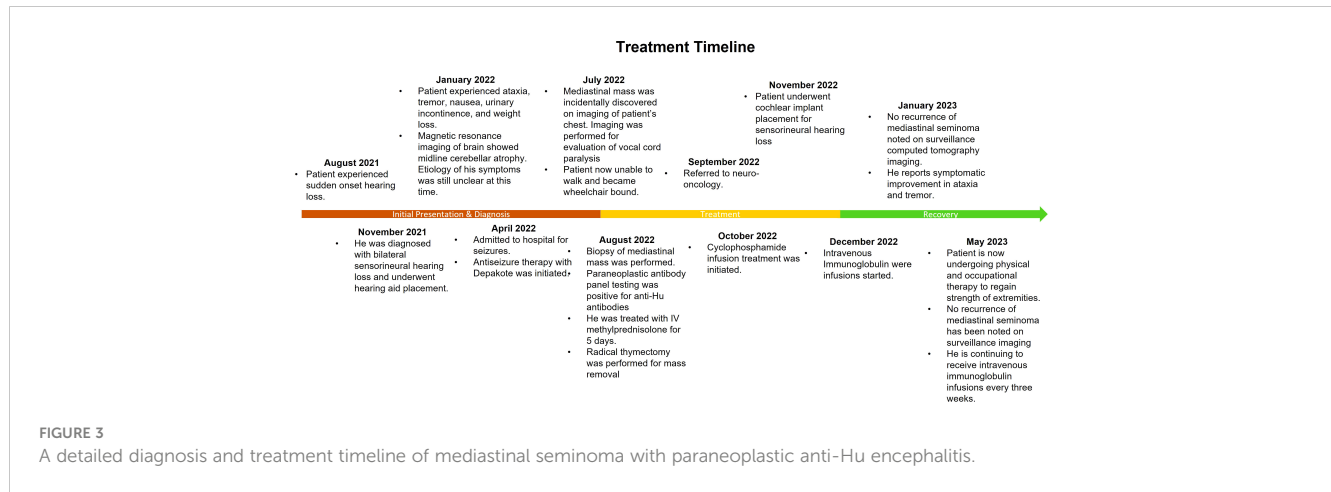 Treatment Timeline
January 2022
• Patient experienced ataxia,
tremor, nausea, urinary
incontinence, and weight
loss.
• Magnetic resonance
imaging of brain showed
midline cerebellar atrophy.
Etiology of his symptoms
was still unclear at this
time.
July 2022
• Mediastinal mass was
incidentally discovered
on imaging of patient's
chest. Imaging was
performed for
evaluation of vocal cord
paralysis
• Patient now unable to
walk and became
wheelchair bound.
November 2022
• Patient underwent
cochlear implant
placement for
sensorineural hearing
loss
January 2023
• No recurrence of
mediastinal seminoma
noted on surveillance
computed tomography
imaging.
• He reports symptomatic
improvement in ataxia
and tremor.
August 2021
• Patient experienced
sudden onset hearing
loss.
September 2022
• Referred to neuro-
oncology.
Initial Presentation & Diagnosis
Treatment
Recovery
November 2021
• He was diagnosed
with bilateral
sensorineural hearing
loss and underwent
hearing aid placement.
April 2022
• Admitted to hospital for
seizures.
• Antiseizure therapy with
Depakote was initiated.
August 2022
• Biopsy of mediastinal
mass was performed.
• Paraneoplastic antibody
panel testing was
positive for anti-Hu
antibodies
• He was treated with IV
methylprednisolone for
5 days.
• Radical thymectomy
was performed for mass
removal
October 2022
• Cyclophosphamide
infusion treatment was
initiated.
December 2022
• Intravenous
Immunoglobulin were
infusions started.
May 2023
• Patient is now
undergoing physical
and occupational
therapy to regain
strength of extremities.
• No recurrence of
mediastinal seminoma
has been noted on
surveillance imaging
• He is continuing to
receive intravenous
immunoglobulin
infusions every three
weeks.
FIGURE 3
A detailed diagnosis and treatment timeline of mediastinal seminoma with paraneoplastic anti-Hu encephalitis.